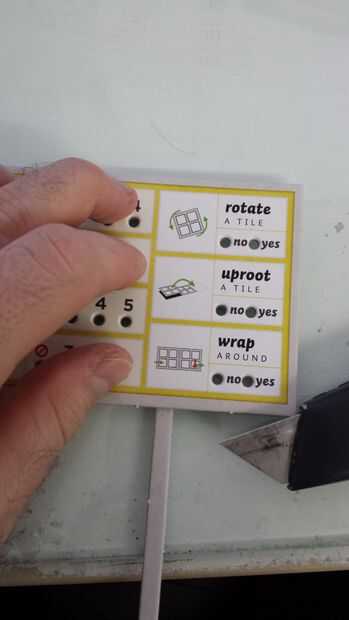 4
rotate
A TILE
no yes
uproot
A TILE
no yes
4 5
wrap
AROUND
no yes